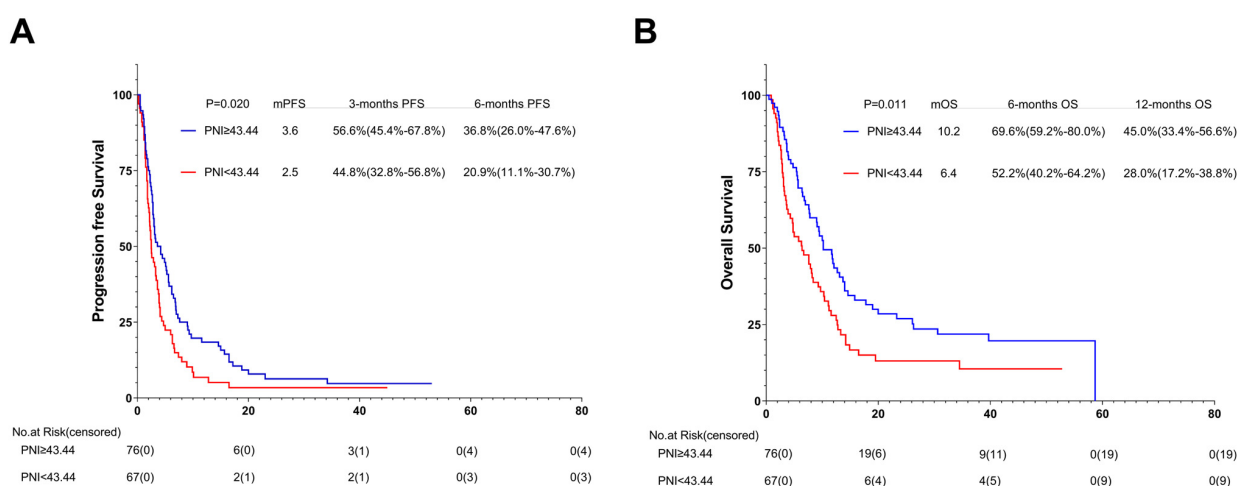 A
P=0.020 mPFS 3-months PFS 6-months PFS
PNI≥43.44 3.6 56.6%(45.4%-67.8%) 36.8%(26.0%-47.6%)
PNI<43.44 2.5 44.8%(32.8%-56.8%) 20.9%(11.1%-30.7%)
Progression free Survival
100
75
50
25
0
0 20 40 60 80
No.at Risk(censored)
PNI≥43.44 76(0) 6(0) 3(1) 0(4) 0(4)
PNI<43.44 67(0) 2(1) 2(1) 0(3) 0(3)
B
P=0.011 mOS 6-months OS 12-months OS
PNI≥43.44 10.2 69.6%(59.2%-80.0%) 45.0%(33.4%-56.6%)
PNI<43.44 6.4 52.2%(40.2%-64.2%) 28.0%(17.2%-38.8%)
Overall Survival
100
75
50
25
0
0 20 40 60 80
No.at Risk(censored)
PNI≥43.44 76(0) 19(6) 9(11) 0(19) 0(19)
PNI<43.44 67(0) 6(4) 4(5) 0(9) 0(9)